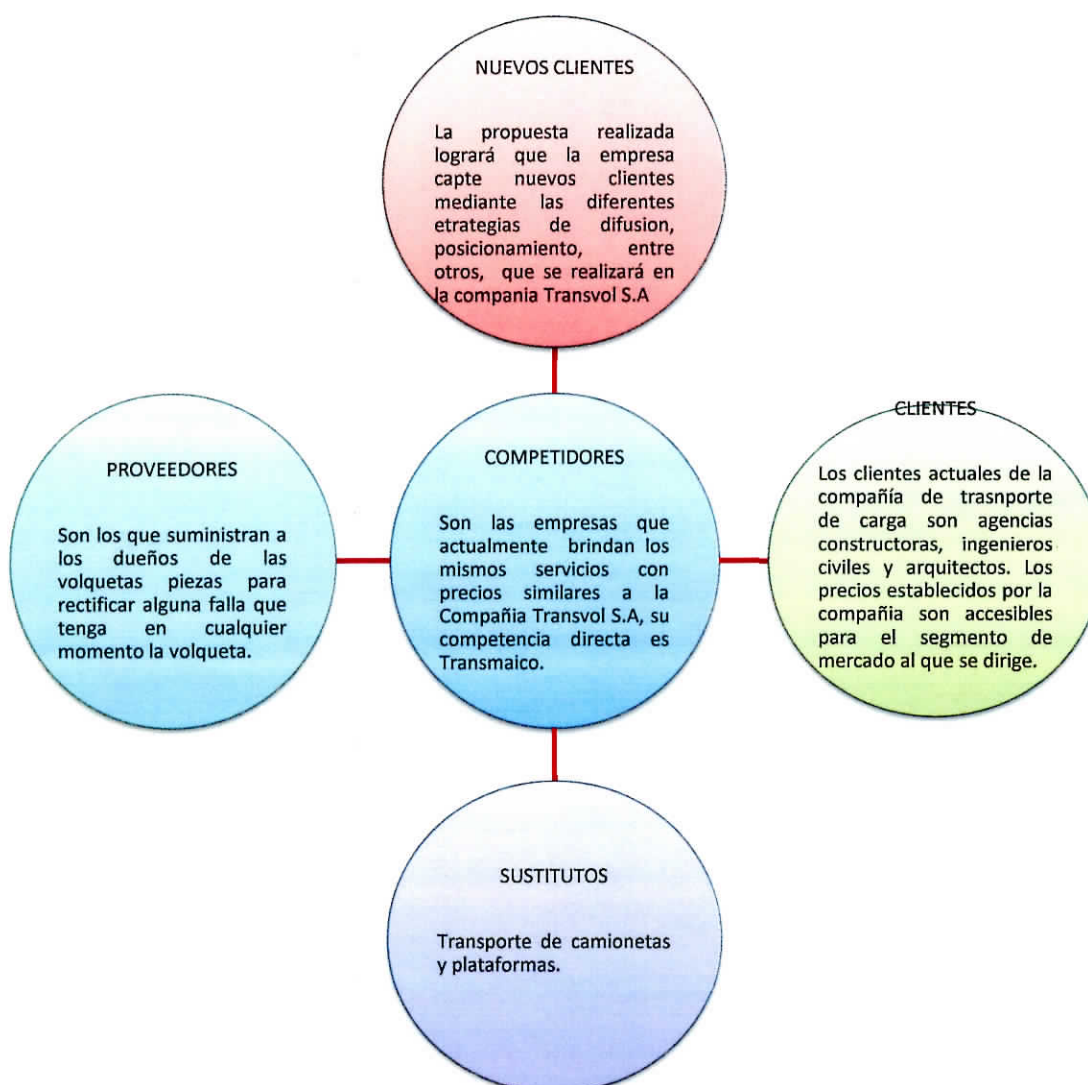 NUEVOS CLIENTES
La propuesta realizada
logrará que la empresa
capte nuevos clientes
mediante las diferentes
etrategias de difusion,
posicionamiento, entre
otros, que se realizará en
la compania Transvol S.A
PROVEEDORES
Son los que suministran a
los dueños de las
volquetas piezas para
rectificar alguna falla que
tenga en cualquier
momento la volqueta.
COMPETIDORES
Son las empresas que
actualmente brindan los
mismos servicios con
precios similares a la
Compañia Transvol S.A, su
competencia directa es
Transmaico.
CLIENTES
Los clientes actuales de la
compañía de trasnporte
de carga son agencias
constructoras, ingenieros
civiles y arquitectos. Los
precios establecidos por la
compañia son accesibles
para el segmento de
mercado al que se dirige.
SUSTITUTOS
Transporte de camionetas
y plataformas.